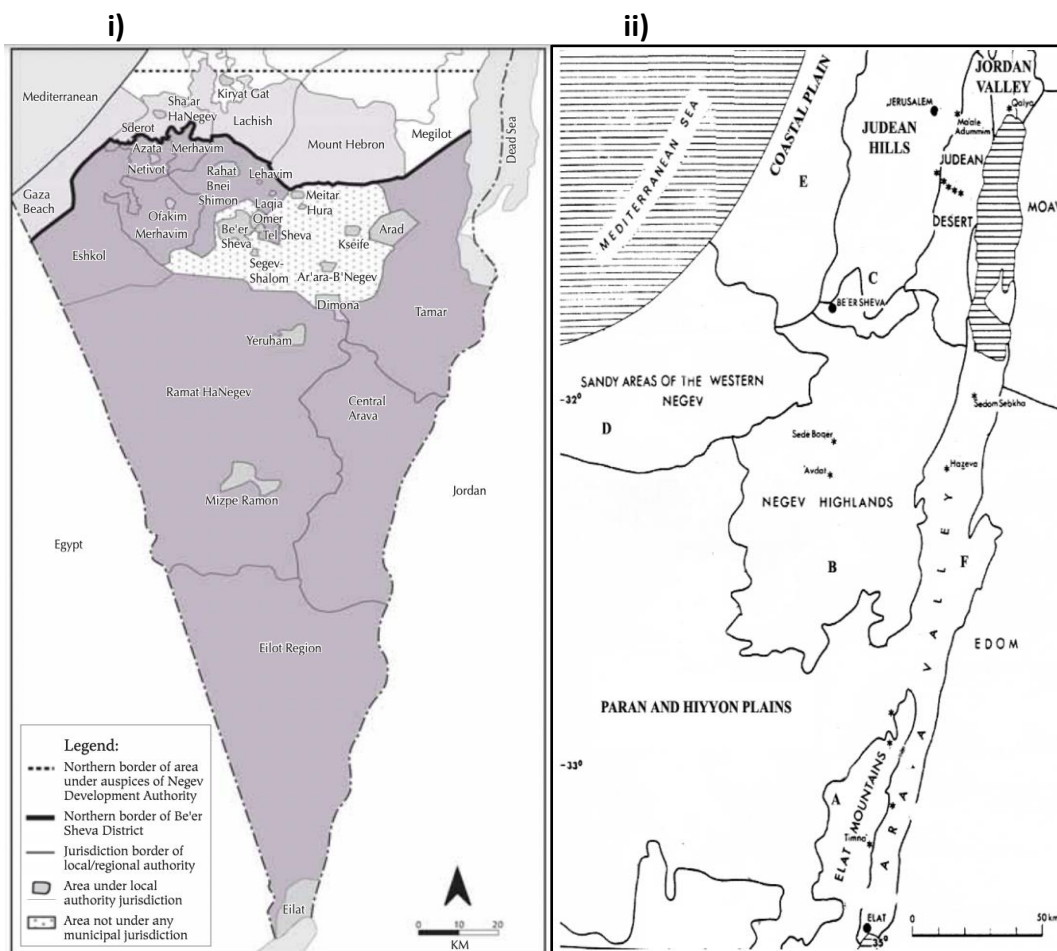 i)
Mediterranean
Sha'ar
HaNegev
Kiryat Gat
Lachish
Sderot
Mount Hebron
Megilot
Dead Sea
Azata
Merhavim
Netivot
Rahat
Bnei
Shimon
Lehavim
Gaza
Beach
Meitar
Hura
Laqia
Omer
Ofakim
Merhavim
Be'er
Sheva
Tel Sheva
Arad
Kseife
Eshkol
Segev-
Shalom
Ar'ara-B'Negev
Dimona
Tamar
Yeruham
Ramat HaNegev
Central
Arava
Mizpe Ramon
Jordan
Egypt
Eilot Region
Eilat
Legend:
Northern border of area
under auspices of Negev
Development Authority
Northern border of Be'er
Sheva District
Jurisdiction border of
local/regional authority
Area under local
authority jurisdiction
Area not under any
municipal jurisdiction
0 10 20
KM
ii)
MEDITERRANEAN SEA
COASTAL PLAIN
E
JERUSALEM
JUDEAN
HILLS
JORDAN
VALLEY
Qalya
Ma'ale
Adummim
JUDEAN
DESERT
MOAV
C
BE'ER SHEVA
SANDY AREAS OF THE WESTERN
NEGEV
-32°
D
Sedom Sebkha
Sede Boqer
'Avdat
Hazeva
NEGEV HIGHLANDS
B
F
EDOM
ARA-A VALLEY
PARAN AND HIYYON PLAINS
-33°
A
ELAT MOUNTAINS
Timna'
ELAT
35°
0 50 km